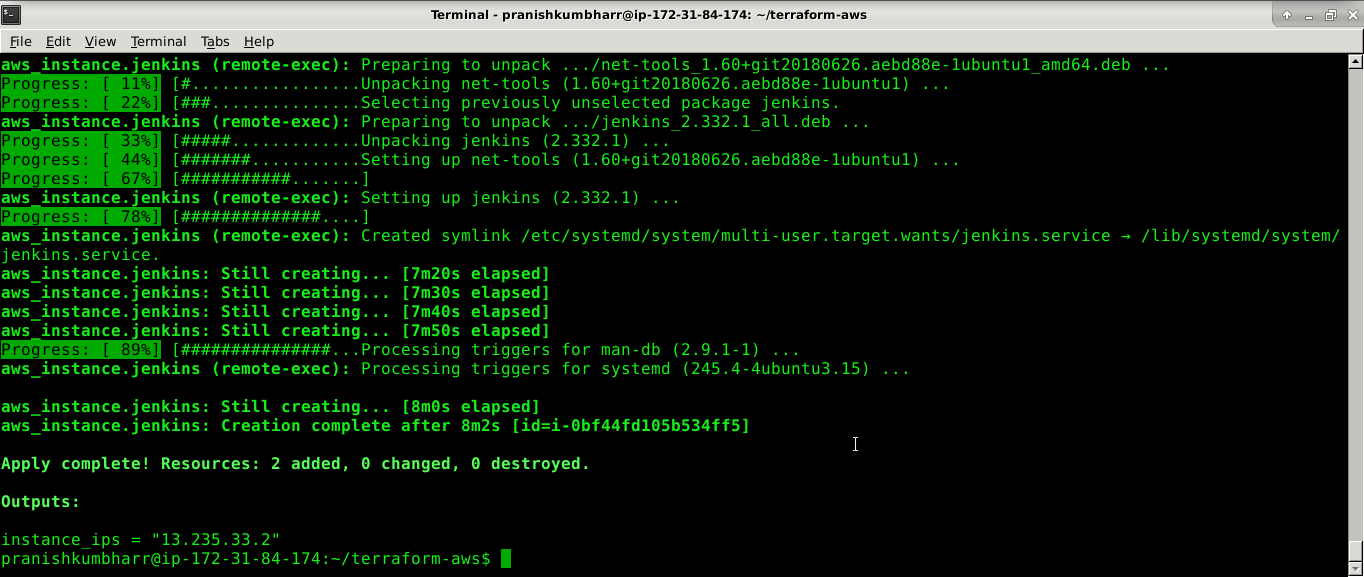 Terminal - pranishkumbharr@ip-172-31-84-174: ~/terraform-aws
File Edit View Terminal Tabs Help
aws_instance.jenkins (remote-exec): Preparing to unpack .../net-tools_1.60+git20180626.aebd88e-1ubuntu1_amd64.deb ...
Progress: [ 11%] [#.................Unpacking net-tools (1.60+git20180626.aebd88e-1ubuntu1) ...
Progress: [ 22%] [###...............Selecting previously unselected package jenkins.
aws_instance.jenkins (remote-exec): Preparing to unpack .../jenkins_2.332.1_all.deb ...
Progress: [ 33%] [#####.............Unpacking jenkins (2.332.1) ...
Progress: [ 44%] [#######...........Setting up net-tools (1.60+git20180626.aebd88e-1ubuntu1) ...
Progress: [ 67%] [###########.......]
aws_instance.jenkins (remote-exec): Setting up jenkins (2.332.1) ...
Progress: [ 78%] [##############....]
aws_instance.jenkins (remote-exec): Created symlink /etc/systemd/system/multi-user.target.wants/jenkins.service → /lib/systemd/system/
jenkins.service.
aws_instance.jenkins: Still creating... [7m20s elapsed]
aws_instance.jenkins: Still creating... [7m30s elapsed]
aws_instance.jenkins: Still creating... [7m40s elapsed]
aws_instance.jenkins: Still creating... [7m50s elapsed]
Progress: [ 89%] [###############...Processing triggers for man-db (2.9.1-1) ...
aws_instance.jenkins (remote-exec): Processing triggers for systemd (245.4-4ubuntu3.15) ...
aws_instance.jenkins: Still creating... [8m0s elapsed]
aws_instance.jenkins: Creation complete after 8m2s [id=i-0bf44fd105b534ff5]
Apply complete! Resources: 2 added, 0 changed, 0 destroyed.
Outputs:
instance_ips = "13.235.33.2"
pranishkumbharr@ip-172-31-84-174:~/terraform-aws$